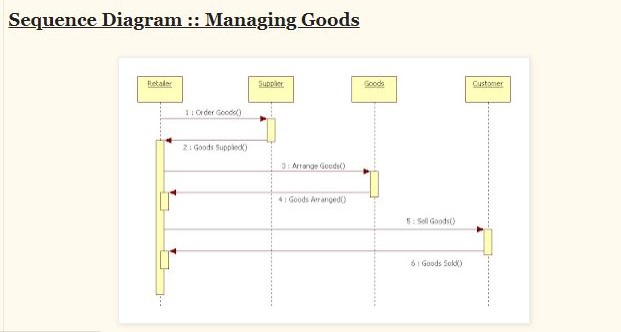 Sequence Diagram :: Managing Goods
Retailer
Supplier
Goods
Customer
1 : Order Goods()
2 : Goods Supplied()
3 : Arrange Goods()
4 : Goods Arranged()
5 : Sell Goods()
6 : Goods Sold()